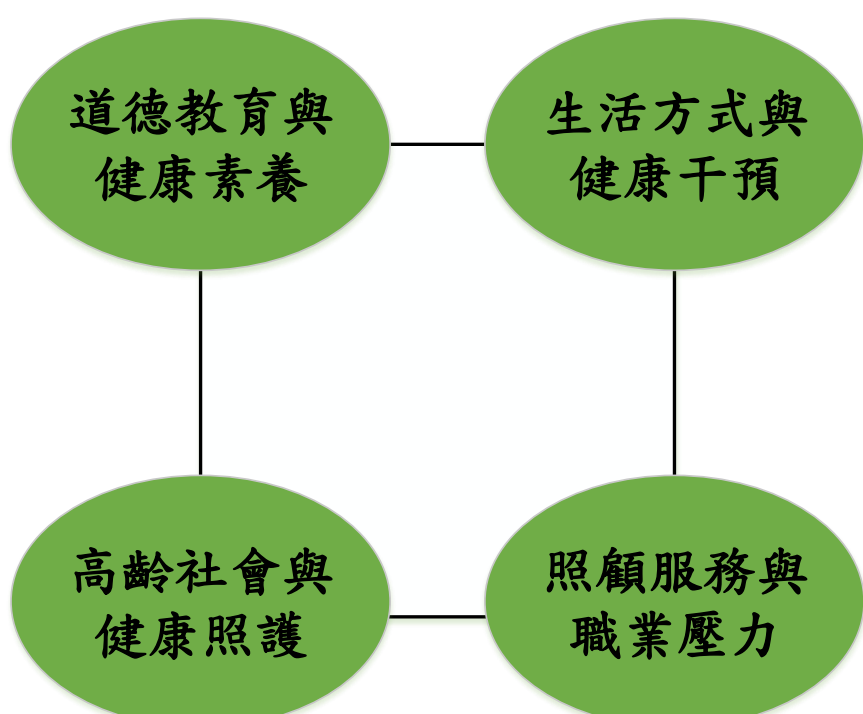 道德教育與
健康素養
生活方式與
健康干預
高齡社會與
健康照護
照顧服務與
職業壓力